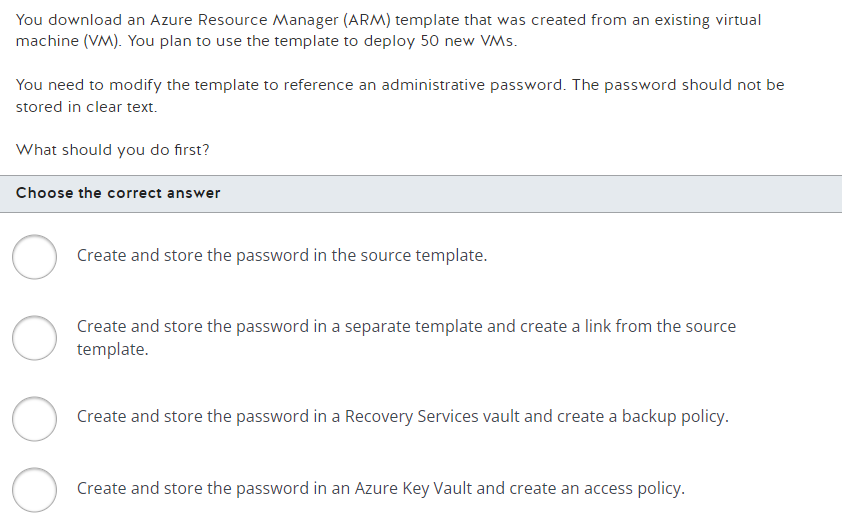 You download an Azure Resource Manager (ARM) template that was created from an existing virtual
machine (VM). You plan to use the template to deploy 50 new VMs.
You need to modify the template to reference an administrative password. The password should not be
stored in clear text.
What should you do first?
Choose the correct answer
Create and store the password in the source template.
Create and store the password in a separate template and create a link from the source
template.
Create and store the password in a Recovery Services vault and create a backup policy.
Create and store the password in an Azure Key Vault and create an access policy.